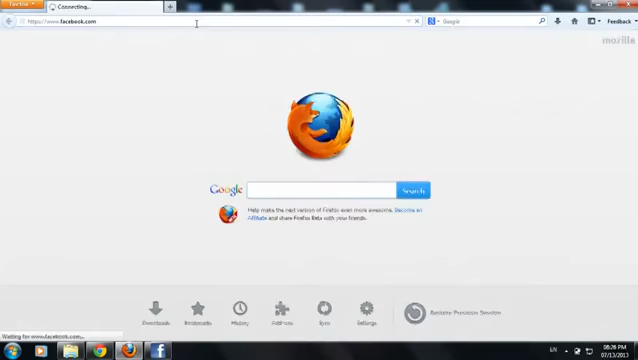 Firefox
Connecting...
https://www.facebook.com
Google
Feedback
mozilla
Google
Search
Help make the next version of Firefox even more awesome. Become an
Affiliate and share Firefox Beta with your friends.
Downloads
Bookmarks
History
Add-ons
Sync
Settings
Restore Previous Session
Waiting for www.facebook.com...
EN
08:26 PM
07/13/2013